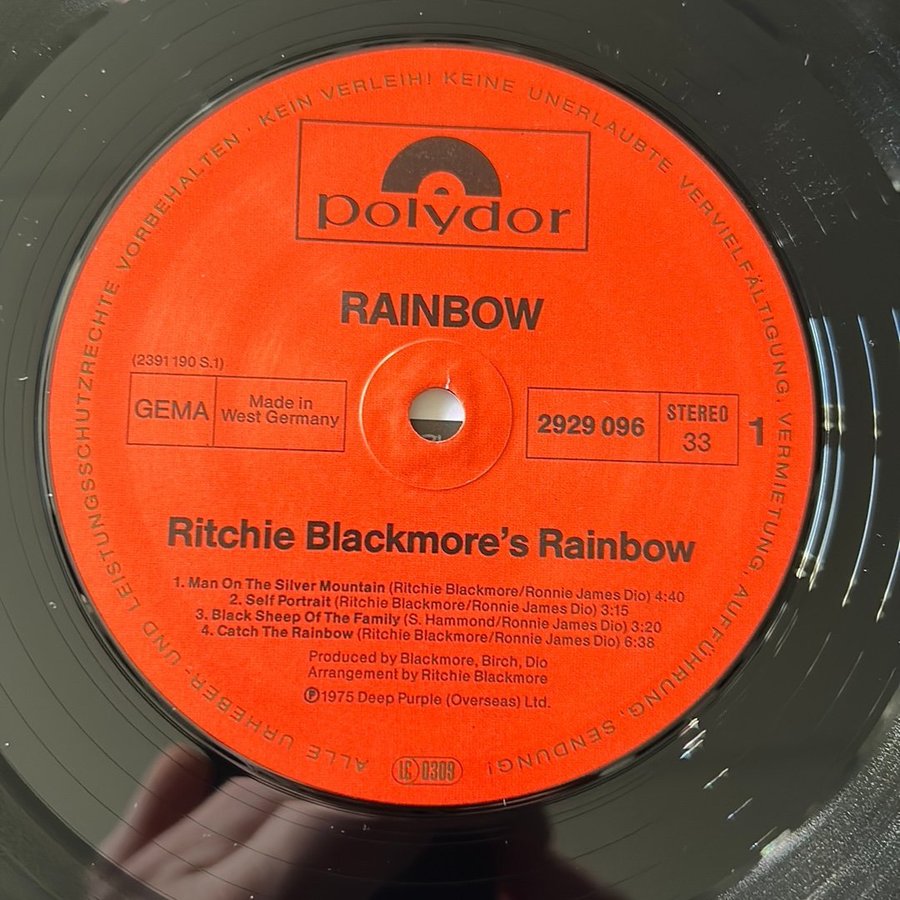 ALLE URHEBER- UND LEISTUNGSSCHUTZRECHTE VORBEHALTEN · KEIN VERLEIH! KEINE UNERLAUBTE VERVIELFÄLTIGUNG, VERMIETUNG, AUFFÜHRUNG, SENDUNG!
polydor
RAINBOW
(2391 190 S.1)
GEMA
Made in
West Germany
2929 096
STEREO
33
1
Ritchie Blackmore's Rainbow
1. Man On The Silver Mountain (Ritchie Blackmore/Ronnie James Dio) 4:40
2. Self Portrait (Ritchie Blackmore/Ronnie James Dio) 3:15
3. Black Sheep Of The Family (S. Hammond/Ronnie James Dio) 3:20
4. Catch The Rainbow (Ritchie Blackmore/Ronnie James Dio) 6:38
Produced by Blackmore, Birch, Dio
Arrangement by Ritchie Blackmore
℗1975 Deep Purple (Overseas) Ltd.
LC 0309